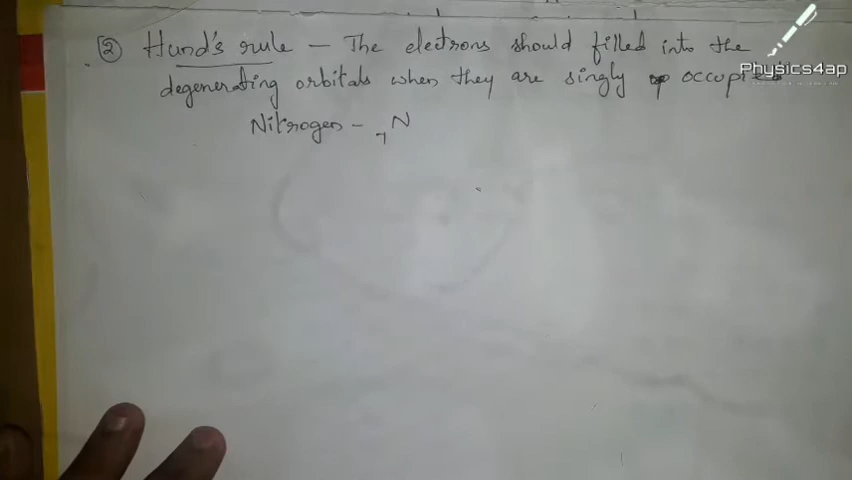 ② Hund's rule - The electrons should filled into the
Physics4ap
degenerating orbitals when they are singly occupied
Nitrogen - ₇N